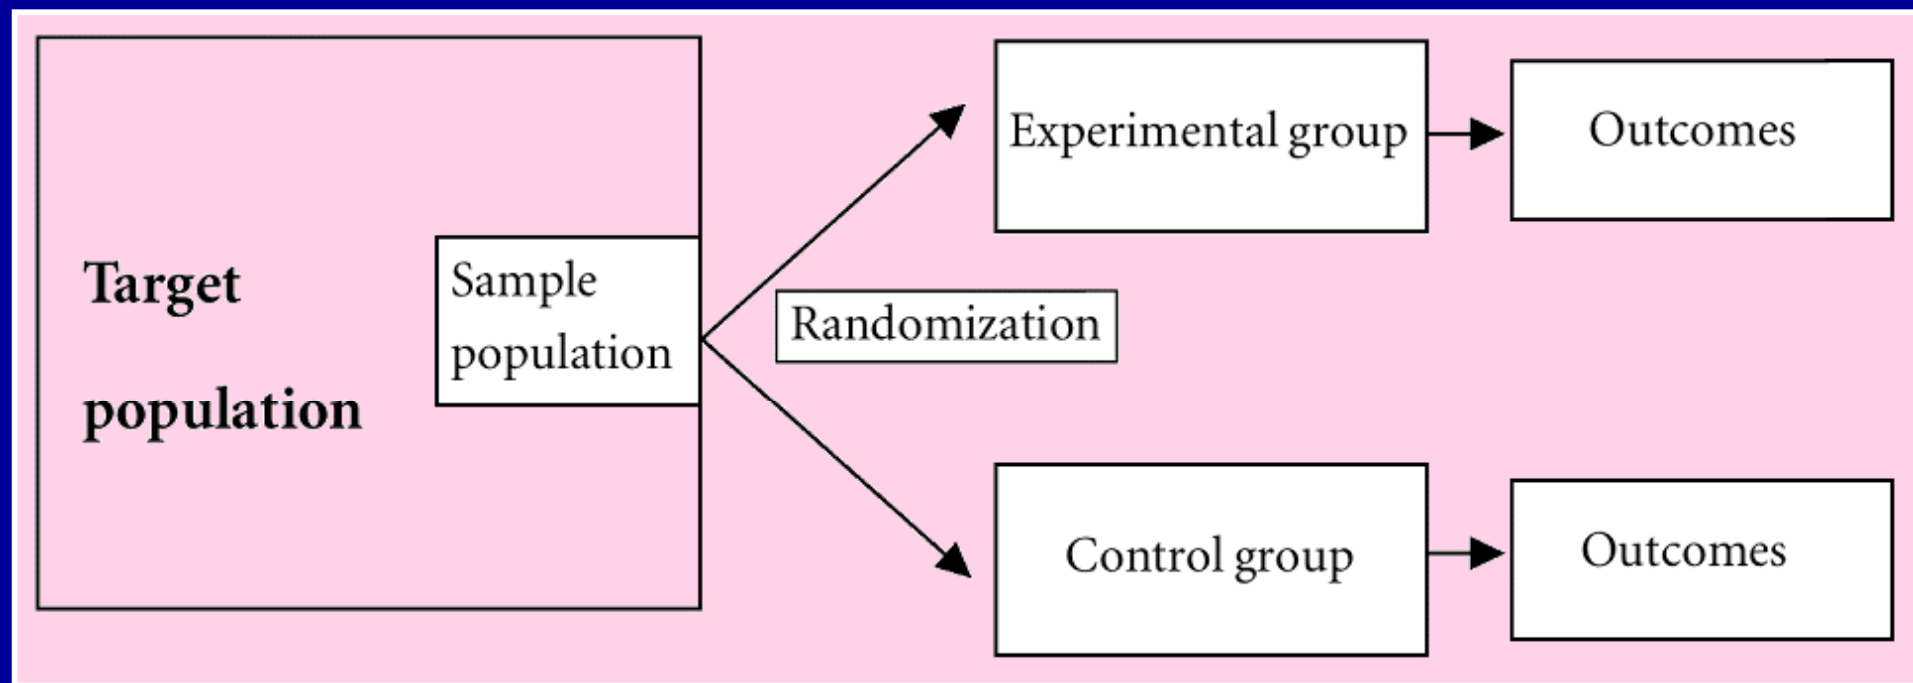 Target
population
Sample
population
Randomization
Experimental group
Outcomes
Control group
Outcomes